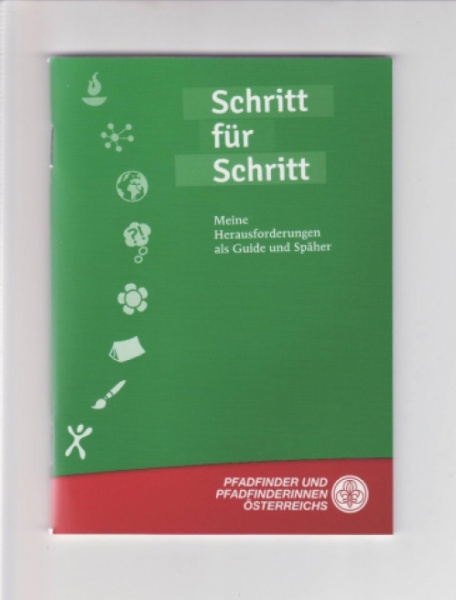 Schritt
für
Schritt
Meine
Herausforderungen
als Guide und Späher
?!
PFADFINDER UND
PFADFINDERINNEN
ÖSTERREICHS